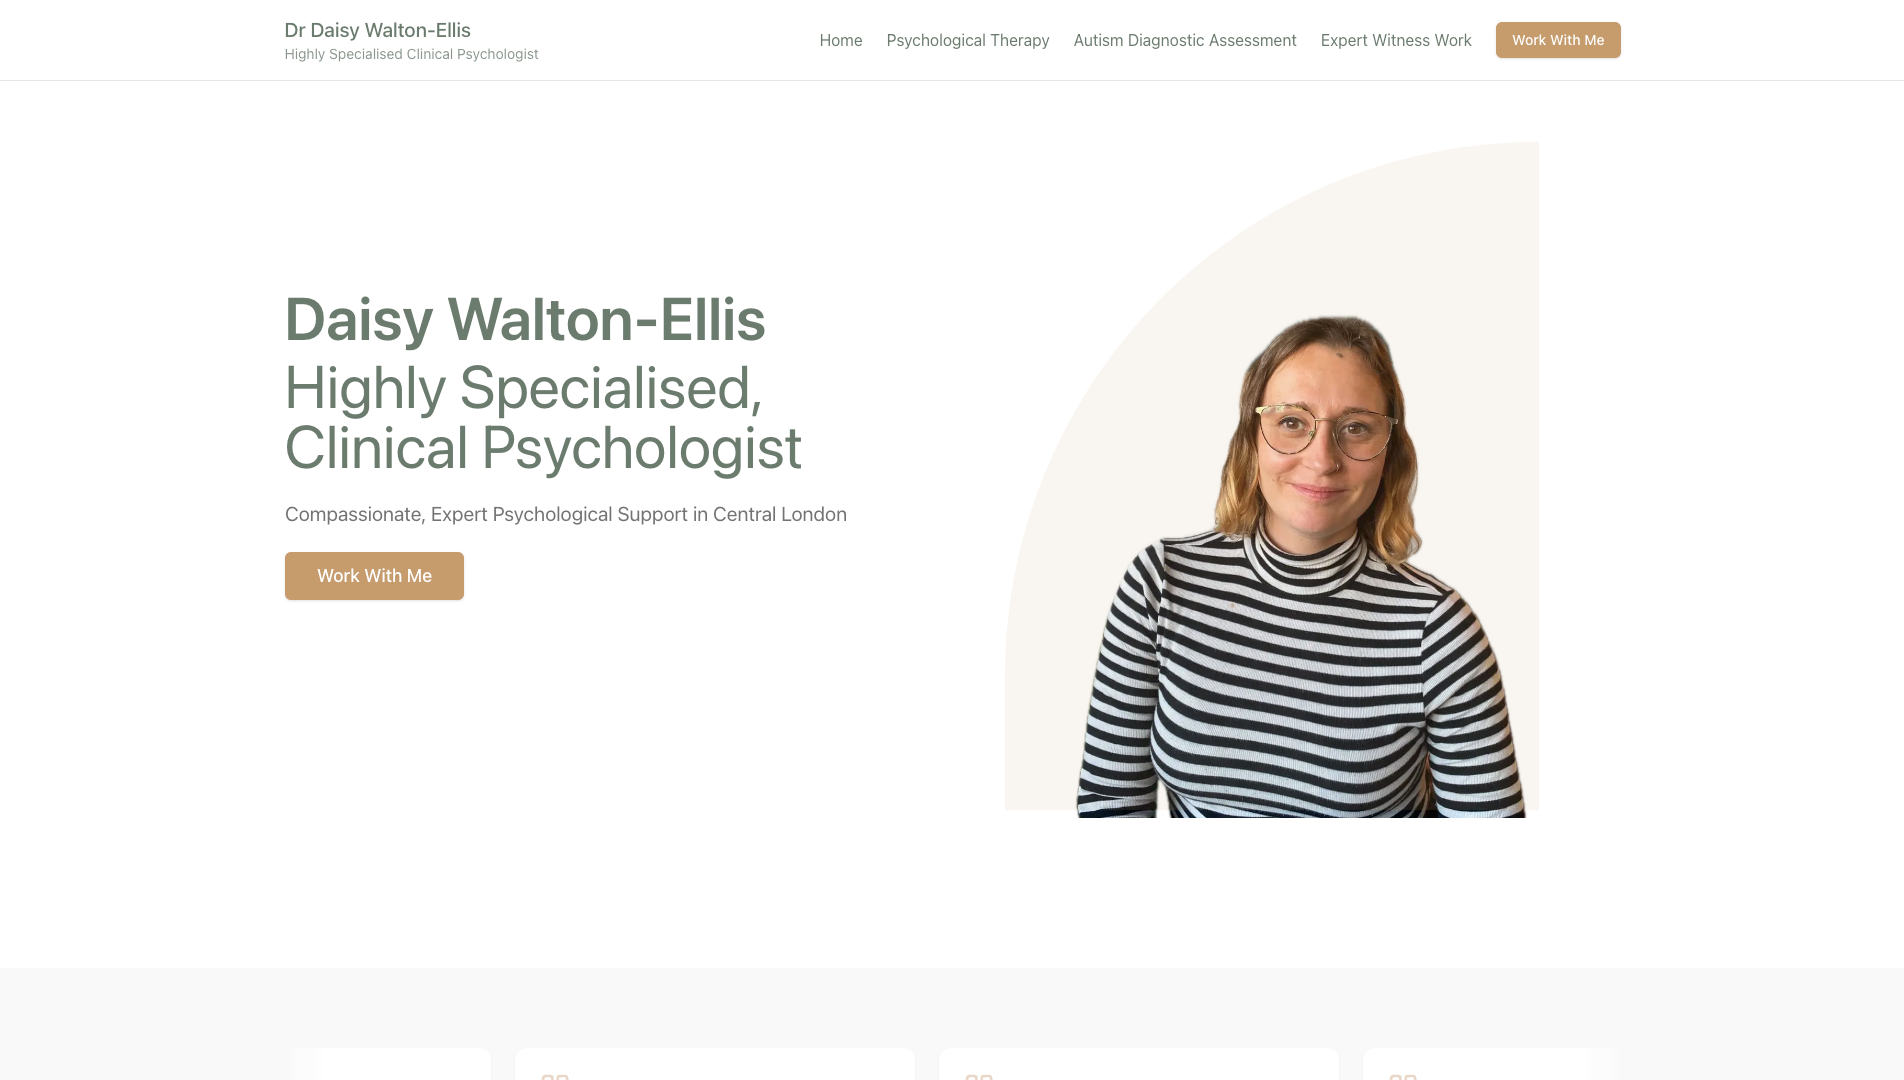 Dr Daisy Walton-Ellis
Highly Specialised Clinical Psychologist
Home
Psychological Therapy
Autism Diagnostic Assessment
Expert Witness Work
Work With Me
Daisy Walton-Ellis
Highly Specialised,
Clinical Psychologist
Compassionate, Expert Psychological Support in Central London
Work With Me